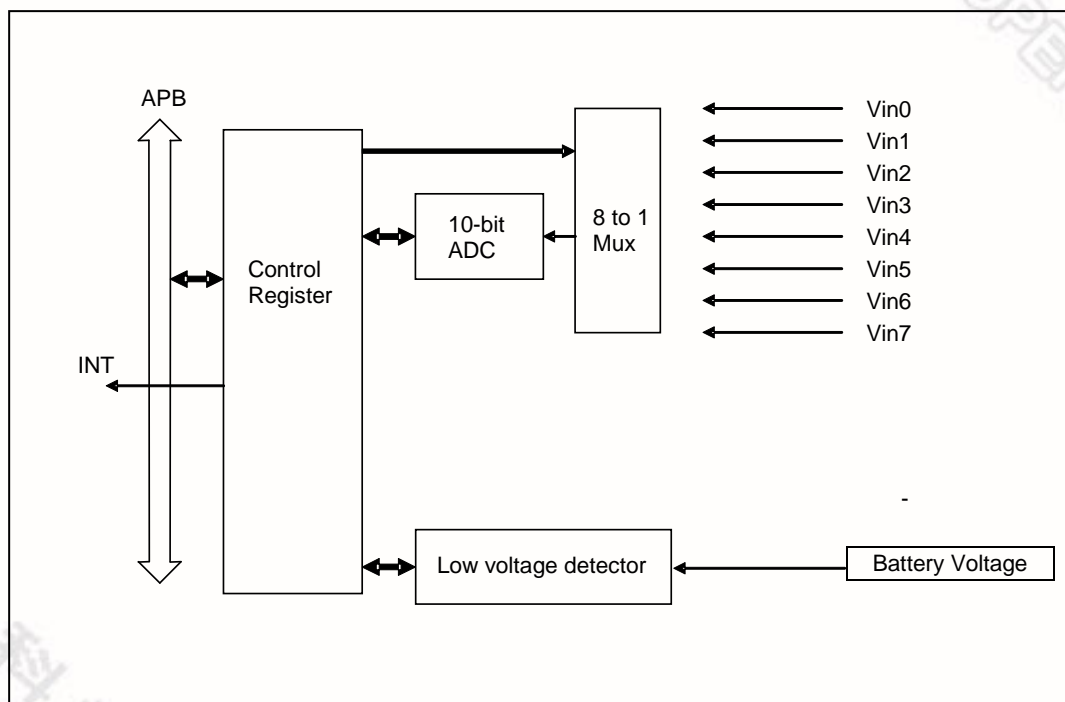 APB
Vin0
Vin1
Vin2
Vin3
Vin4
Vin5
Vin6
Vin7
10-bit
ADC
8 to 1
Mux
Control
Register
INT
-
Low voltage detector
Battery Voltage